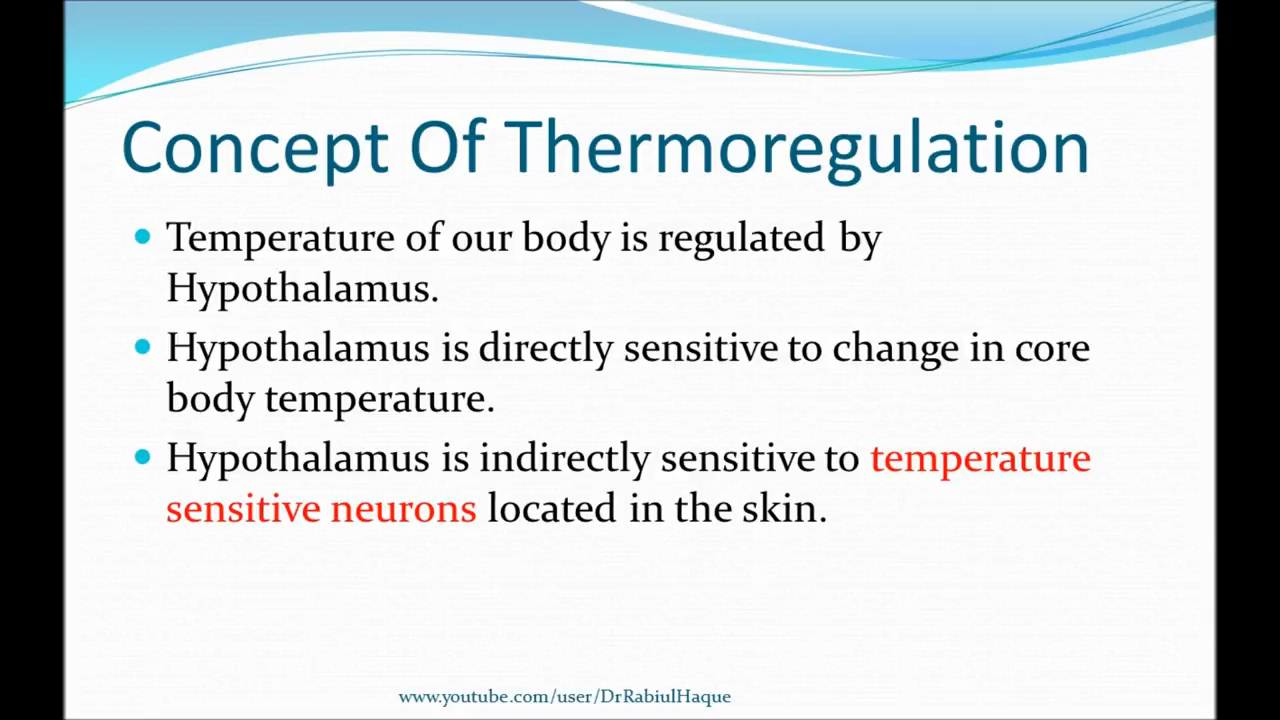 Concept Of Thermoregulation
Temperature of our body is regulated by
Hypothalamus.
Hypothalamus is directly sensitive to change in core
body temperature.
Hypothalamus is indirectly sensitive to temperature
sensitive neurons located in the skin.
www.youtube.com/user/DrRabiulHaque